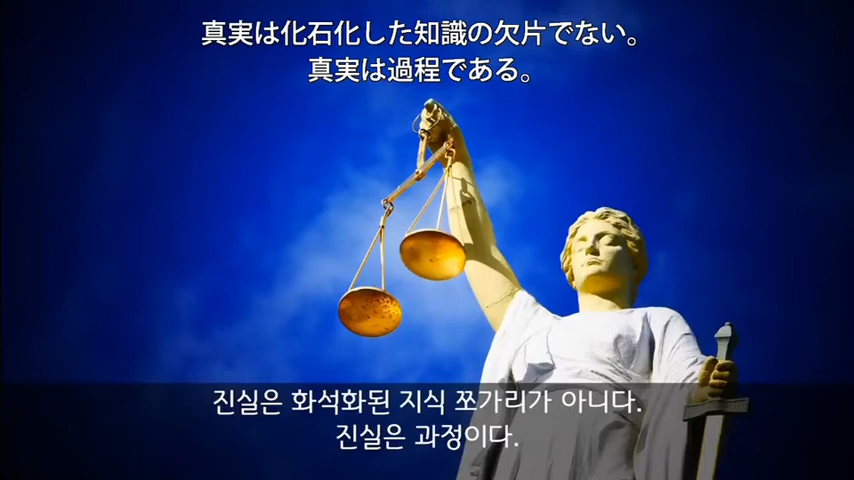 真実は化石化した知識の欠片でない。
真実は過程である。
진실은 화석화된 지식 쪼가리가 아니다.
진실은 과정이다.